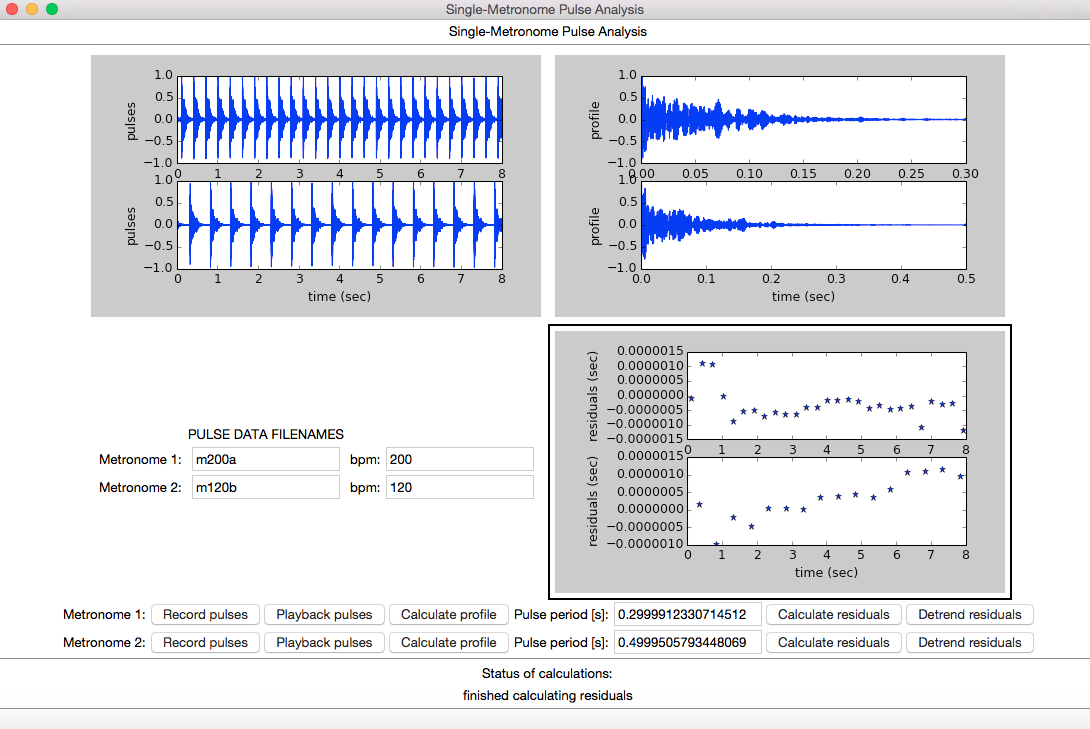 Single-Metronome Pulse Analysis
Single-Metronome Pulse Analysis
1.0
0.5
0.0
−0.5
−1.0
pulses
0 1 2 3 4 5 6 7 8
1.0
0.5
0.0
−0.5
−1.0
pulses
0 1 2 3 4 5 6 7 8
time (sec)
1.0
0.5
0.0
−0.5
−1.0
profile
0.00 0.05 0.10 0.15 0.20 0.25 0.30
1.0
0.5
0.0
−0.5
−1.0
profile
0.0 0.1 0.2 0.3 0.4 0.5
time (sec)
0.0000015
0.0000010
0.0000005
0.0000000
−0.0000005
−0.0000010
−0.0000015
residuals (sec)
0 1 2 3 4 5 6 7 8
0.0000015
0.0000010
0.0000005
0.0000000
−0.0000005
−0.0000010
residuals (sec)
0 1 2 3 4 5 6 7 8
time (sec)
PULSE DATA FILENAMES
Metronome 1: m200a bpm: 200
Metronome 2: m120b bpm: 120
Metronome 1: Record pulses Playback pulses Calculate profile Pulse period [s]: 0.2999912330714512 Calculate residuals Detrend residuals
Metronome 2: Record pulses Playback pulses Calculate profile Pulse period [s]: 0.4999505793448069 Calculate residuals Detrend residuals
Status of calculations:
finished calculating residuals